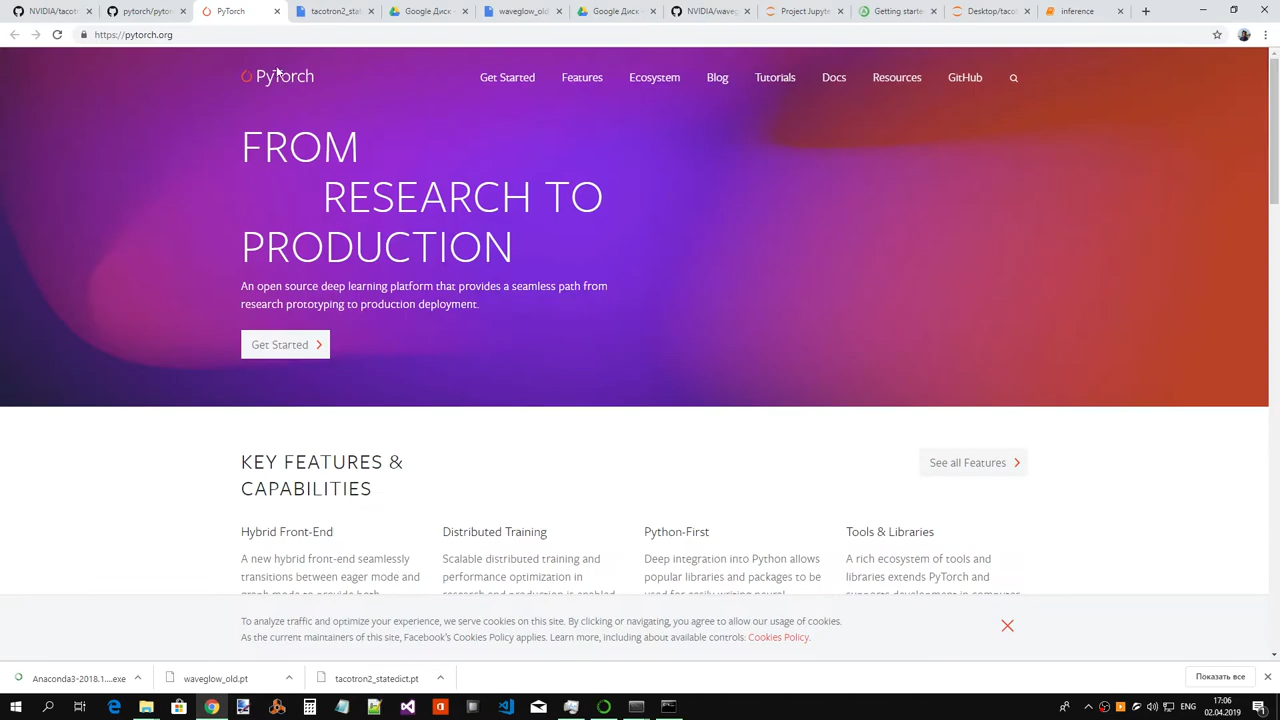 NVIDIA/tacot
pytorch/pytor
PyTorch
tacotron2_stat
Google Диск -
waveglow_old.
Google Диск -
NVIDIA/waveg
Project Jupyte
Getting starte
Desktop/tacot
inference
https://pytorch.org
PyTorch
Get Started
Features
Ecosystem
Blog
Tutorials
Docs
Resources
GitHub
FROM
RESEARCH TO
PRODUCTION
An open source deep learning platform that provides a seamless path from
research prototyping to production deployment.
Get Started
KEY FEATURES &
CAPABILITIES
See all Features
Hybrid Front-End
A new hybrid front-end seamlessly
transitions between eager mode and
Distributed Training
Scalable distributed training and
performance optimization in
Python-First
Deep integration into Python allows
popular libraries and packages to be
Tools & Libraries
A rich ecosystem of tools and
libraries extends PyTorch and
To analyze traffic and optimize your experience, we serve cookies on this site. By clicking or navigating, you agree to allow our usage of cookies.
As the current maintainers of this site, Facebook's Cookies Policy applies. Learn more, including about available controls: Cookies Policy.
Anaconda3-2018.1....exe
waveglow_old.pt
tacotron2_statedict.pt
Показать все
ENG
17:06
02.04.2019